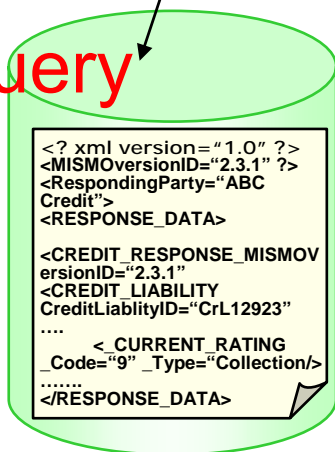 uery
<? xml version="1.0" ?>
<MISMOversionID="2.3.1" ?>
<RespondingParty="ABC
Credit">
<RESPONSE_DATA>
<CREDIT_RESPONSE_MISMOV
ersionID="2.3.1"
<CREDIT_LIABILITY
CreditLiablityID="CrL12923"
....
<_CURRENT_RATING
_Code="9" _Type="Collection/>
.......
</RESPONSE_DATA>